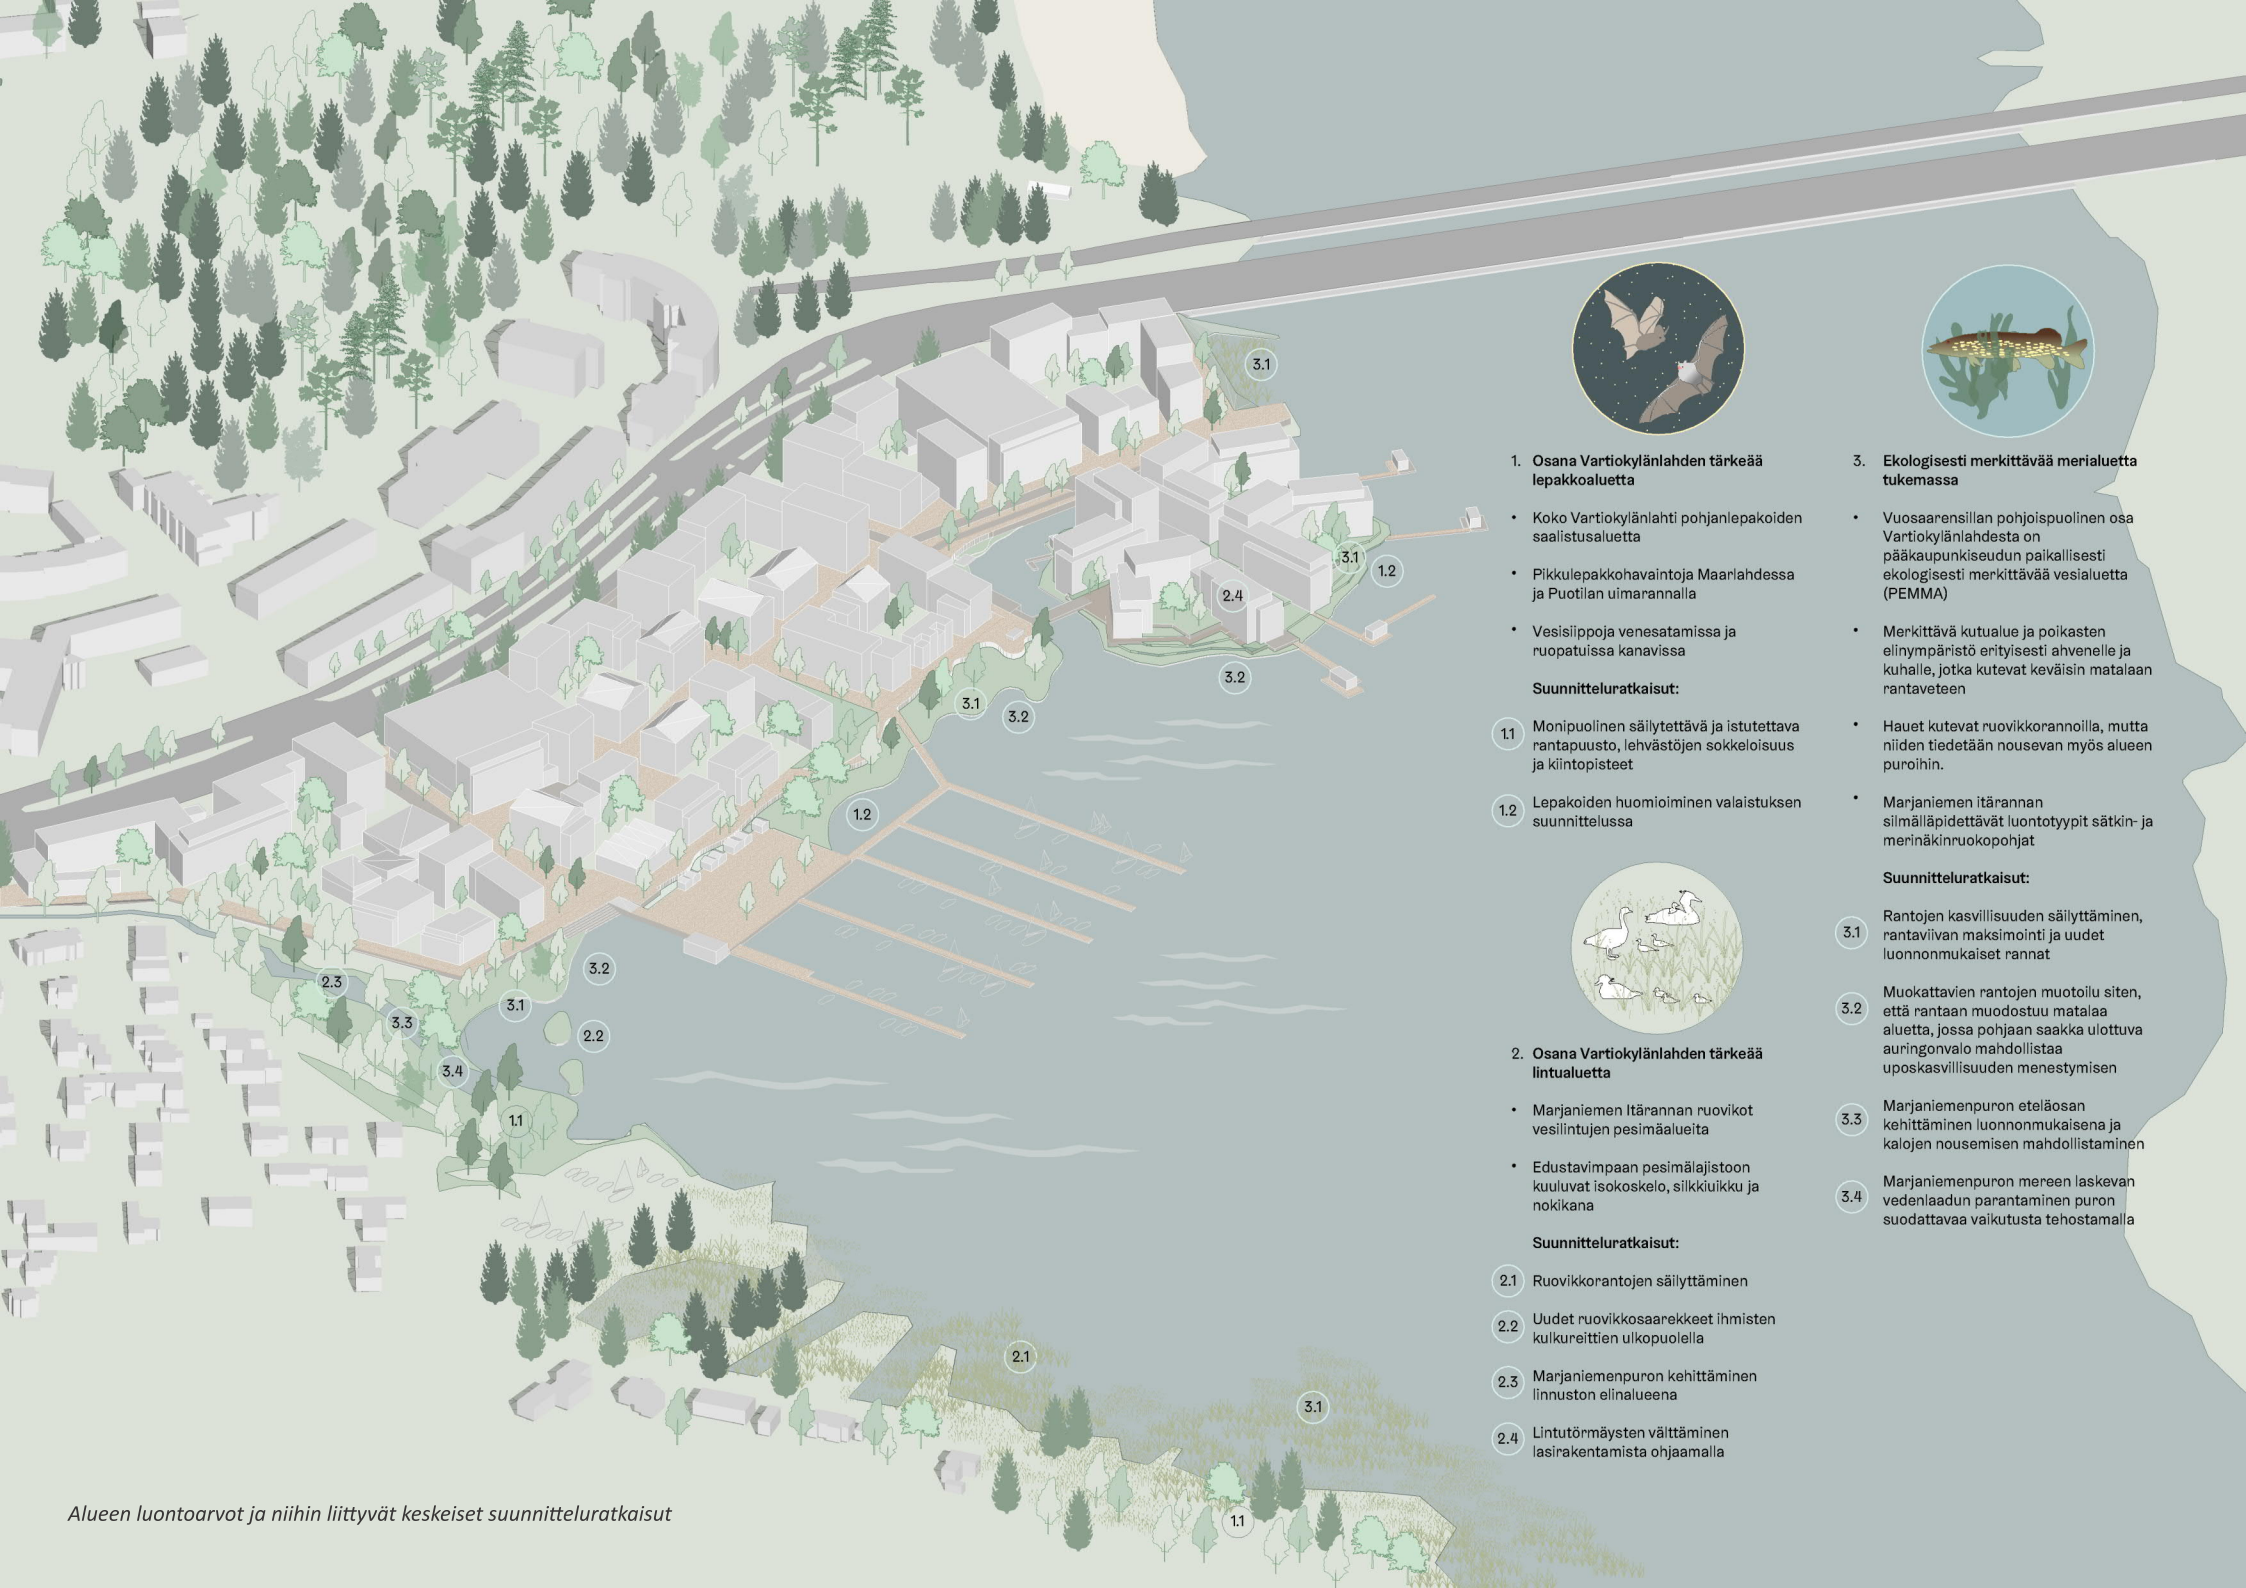 1. Osana Vartiokylänlahden tärkeää
lepakkoaluetta
• Koko Vartiokylänlahti pohjanlepakoiden
saalistusaluetta
• Pikkulepakkohavaintoja Maarlahdessa
ja Puotilan uimarannalla
• Vesisiippoja venesatamissa ja
ruopatuissa kanavissa
Suunnitteluratkaisut:
1.1 Monipuolinen säilytettävä ja istutettava
rantapuusto, lehvästöjen sokkeloisuus
ja kiintopisteet
1.2 Lepakoiden huomioiminen valaistuksen
suunnittelussa
2. Osana Vartiokylänlahden tärkeää
lintualuetta
• Marjaniemen Itärannan ruovikot
vesilintujen pesimäalueita
• Edustavimpaan pesimälajistoon
kuuluvat isokoskelo, silkkiuikku ja
nokikana
Suunnitteluratkaisut:
2.1 Ruovikkorantojen säilyttäminen
2.2 Uudet ruovikkosaarekkeet ihmisten
kulkureittien ulkopuolella
2.3 Marjaniemenpuron kehittäminen
linnuston elinalueena
2.4 Lintutörmäysten välttäminen
lasirakentamista ohjaamalla
3. Ekologisesti merkittävää merialuetta
tukemassa
• Vuosaarensillan pohjoispuolinen osa
Vartiokylänlahdesta on
pääkaupunkiseudun paikallisesti
ekologisesti merkittävää vesialuetta
(PEMMA)
• Merkittävä kutualue ja poikasten
elinympäristö erityisesti ahvenelle ja
kuhalle, jotka kutevat keväisin matalaan
rantaveteen
• Hauet kutevat ruovikkorannoilla, mutta
niiden tiedetään nousevan myös alueen
puroihin.
• Marjaniemen itärannan
silmälläpidettävät luontotyypit sätkin- ja
merinäkinruokopohjat
Suunnitteluratkaisut:
3.1 Rantojen kasvillisuuden säilyttäminen,
rantaviivan maksimointi ja uudet
luonnonmukaiset rannat
3.2 Muokattavien rantojen muotoilu siten,
että rantaan muodostuu matalaa
aluetta, jossa pohjaan saakka ulottuva
auringonvalo mahdollistaa
uposkasvillisuuden menestymisen
3.3 Marjaniemenpuron eteläosan
kehittäminen luonnonmukaisena ja
kalojen nousemisen mahdollistaminen
3.4 Marjaniemenpuron mereen laskevan
vedenlaadun parantaminen puron
suodattavaa vaikutusta tehostamalla
3.1
3.1
1.2
2.4
3.2
3.1
3.2
1.2
3.2
2.3
3.1
3.3
2.2
3.4
1.1
2.1
3.1
1.1
Alueen luontoarvot ja niihin liittyvät keskeiset suunnitteluratkaisut